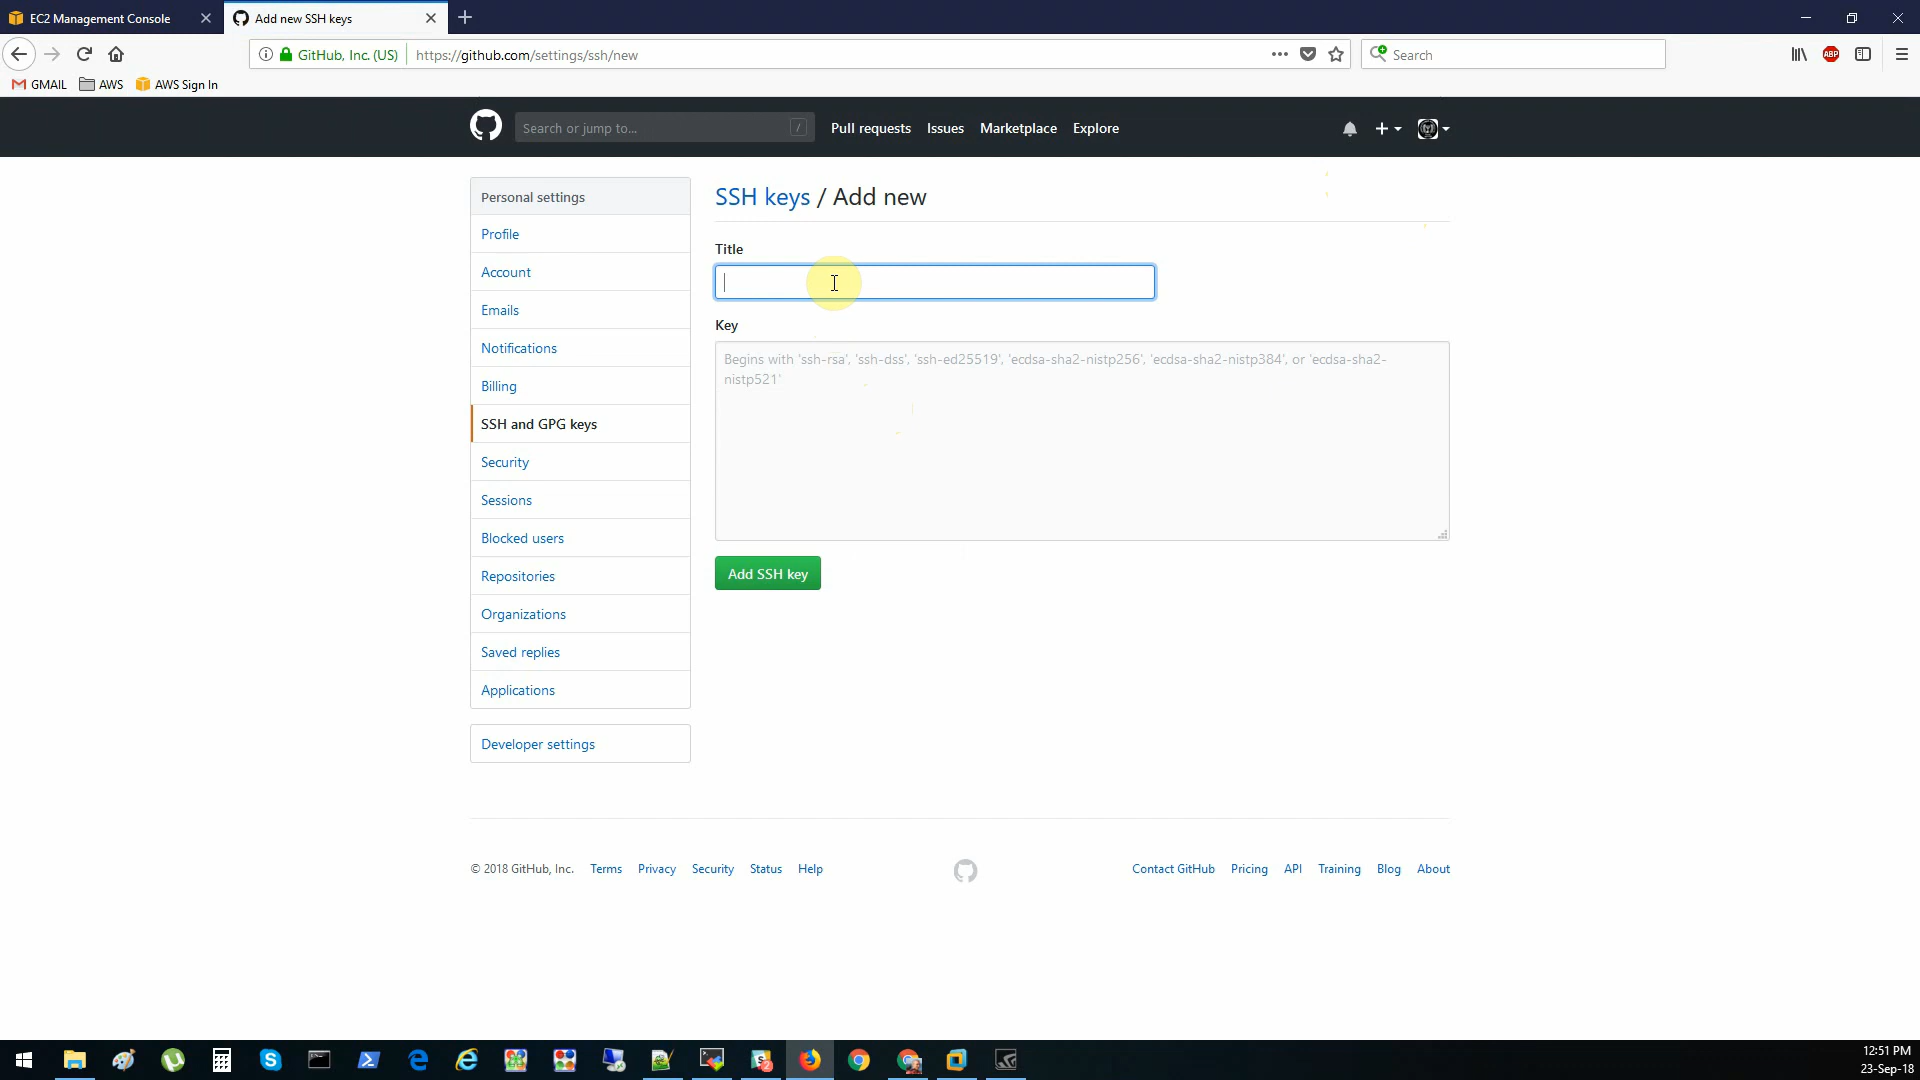 EC2 Management Console
Add new SSH keys
GitHub, Inc. (US)
https://github.com/settings/ssh/new
Search
GMAIL
AWS
AWS Sign In
Search or jump to...
/
Pull requests
Issues
Marketplace
Explore
Personal settings
Profile
Account
Emails
Notifications
Billing
SSH and GPG keys
Security
Sessions
Blocked users
Repositories
Organizations
Saved replies
Applications
Developer settings
SSH keys / Add new
Title
Key
Begins with 'ssh-rsa', 'ssh-dss', 'ssh-ed25519', 'ecdsa-sha2-nistp256', 'ecdsa-sha2-nistp384', or 'ecdsa-sha2-
nistp521'
Add SSH key
© 2018 GitHub, Inc.
Terms
Privacy
Security
Status
Help
Contact GitHub
Pricing
API
Training
Blog
About
ABP
12:51 PM
23-Sep-18